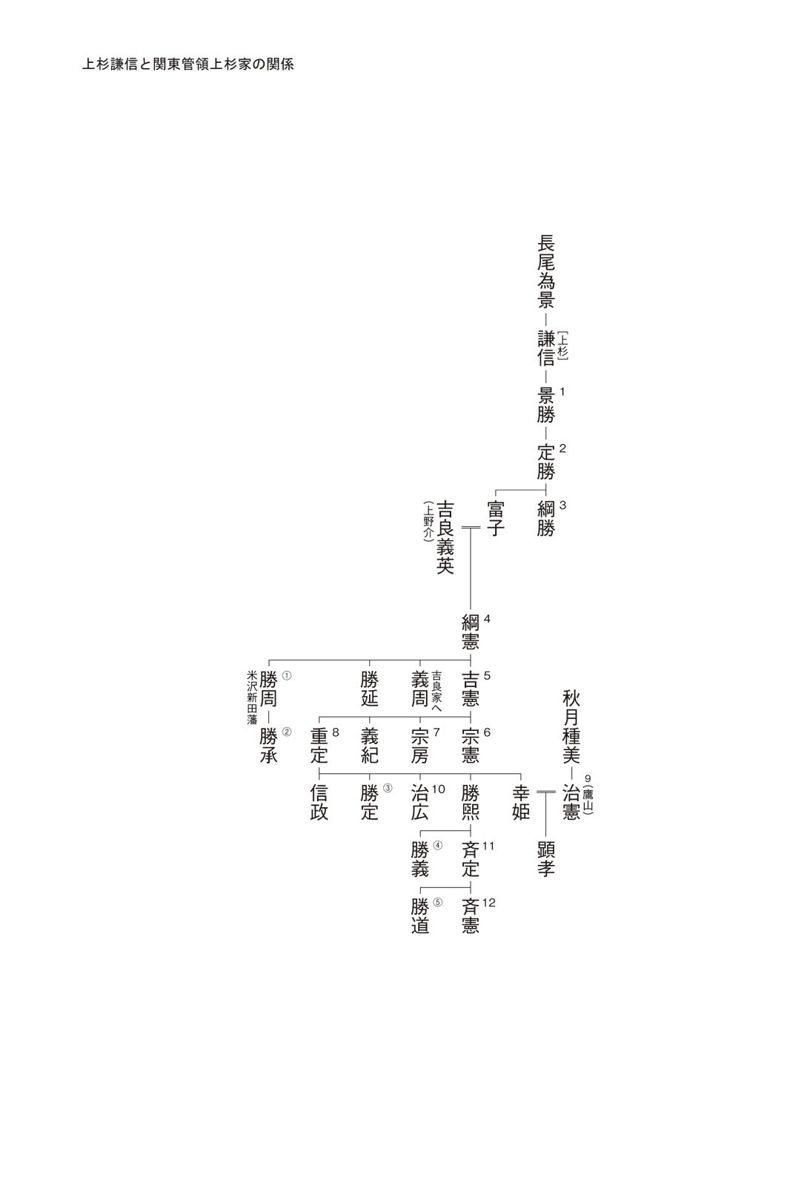 上杉謙信と関東管領上杉家の関係
長尾為景
謙信
［上杉］
景勝
1
定勝
2
綱勝
3
富子
吉良義英
（上野介）
綱憲
4
吉憲
5
義周
吉良家へ
勝延
勝周
①
米沢新田藩
勝承
②
宗憲
6
宗房
7
義紀
重定
8
秋月種美
治憲
9（鷹山）
幸姫
勝熙
治広
10
勝定
③
信政
顕孝
斉定
11
勝義
④
斉憲
12
勝道
⑤